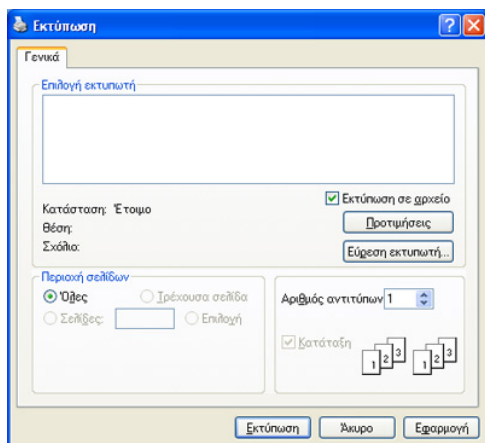 Εκτύπωση
Γενικά
Επιλογή εκτυπωτή
Εκτύπωση σε αρχείο
Κατάσταση: Έτοιμο
Θέση:
Σχόλιο:
Προτιμήσεις
Εύρεση εκτυπωτή...
Περιοχή σελίδων
Όλες Τρέχουσα σελίδα
Σελίδες: Επιλογή
Αριθμός αντιτύπων 1
Κατάταξη
1 2 3 1 2 3
Εκτύπωση Άκυρο Εφαρμογή